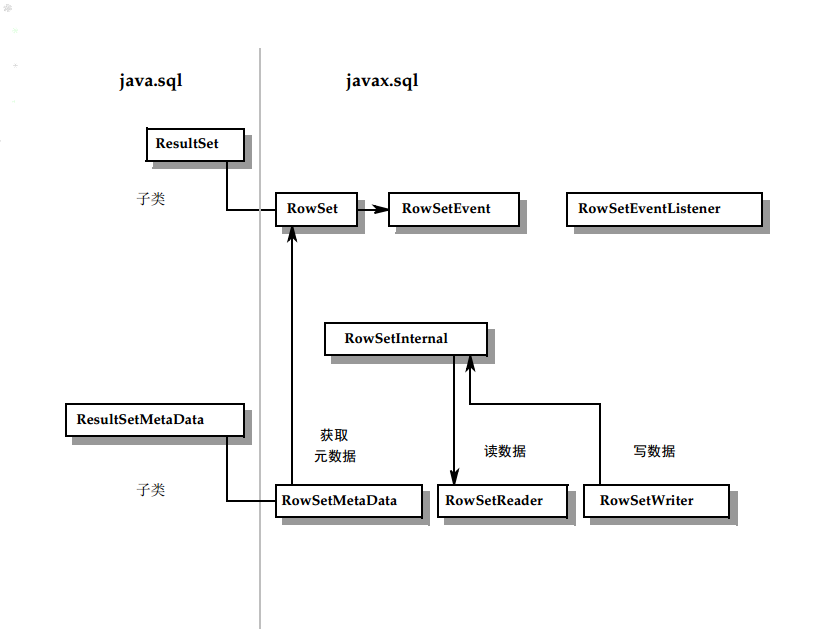 java.sql
javax.sql
ResultSet
子类
RowSet
RowSetEvent
RowSetEventListener
RowSetInternal
ResultSetMetaData
获取
元数据
读数据
写数据
子类
RowSetMetaData
RowSetReader
RowSetWriter